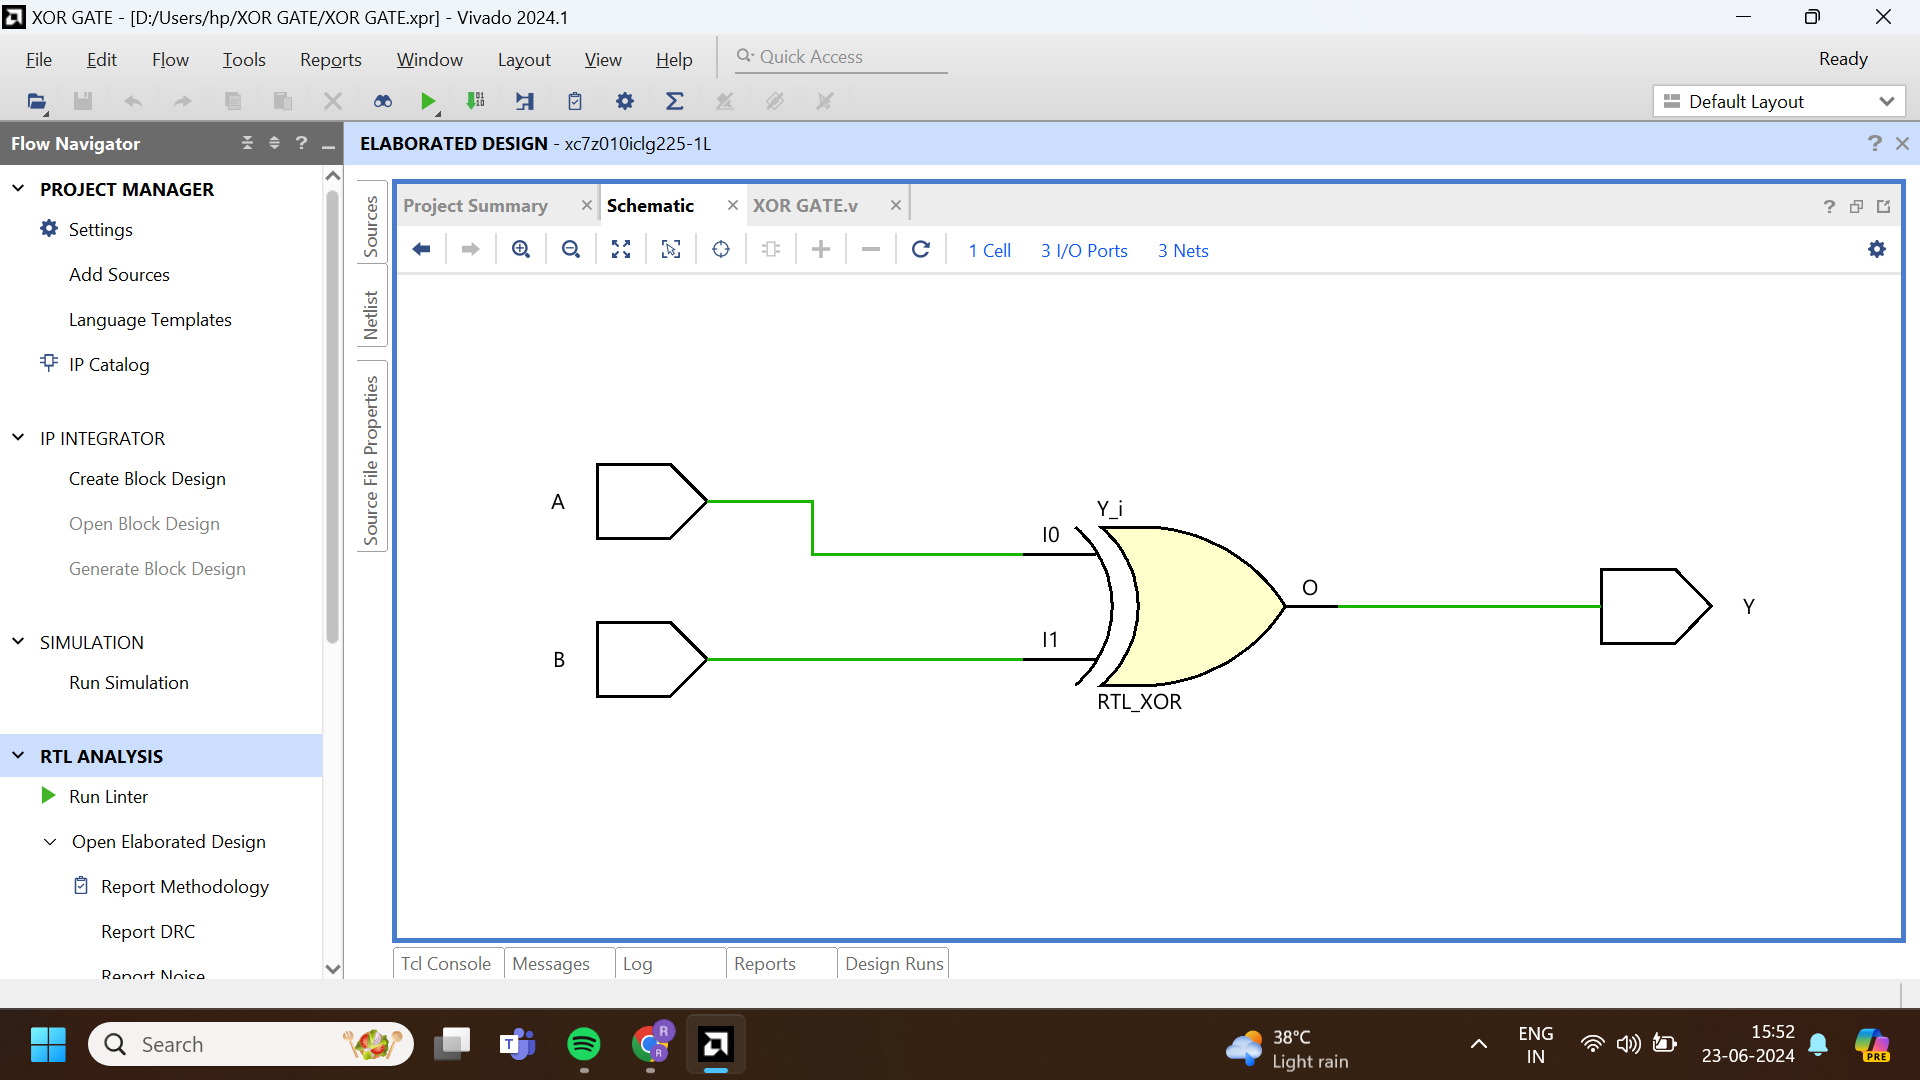 XOR GATE - [D:/Users/hp/XOR GATE/XOR GATE.xpr] - Vivado 2024.1
File Edit Flow Tools Reports Window Layout View Help Quick Access Ready
Default Layout
Flow Navigator ? ELABORATED DESIGN - xc7z010iclg225-1L ?
PROJECT MANAGER
Settings
Add Sources
Language Templates
IP Catalog
IP INTEGRATOR
Create Block Design
Open Block Design
Generate Block Design
SIMULATION
Run Simulation
RTL ANALYSIS
Run Linter
Open Elaborated Design
Report Methodology
Report DRC
Report Noise
Sources
Netlist
Source File Properties
Project Summary Schematic XOR GATE.v ?
1 Cell 3 I/O Ports 3 Nets
A
B
Y_i
I0
I1
O
RTL_XOR
Y
Tcl Console Messages Log Reports Design Runs
Search
T
R
R
38°C
Light rain
ENG
IN
15:52
23-06-2024
PRE